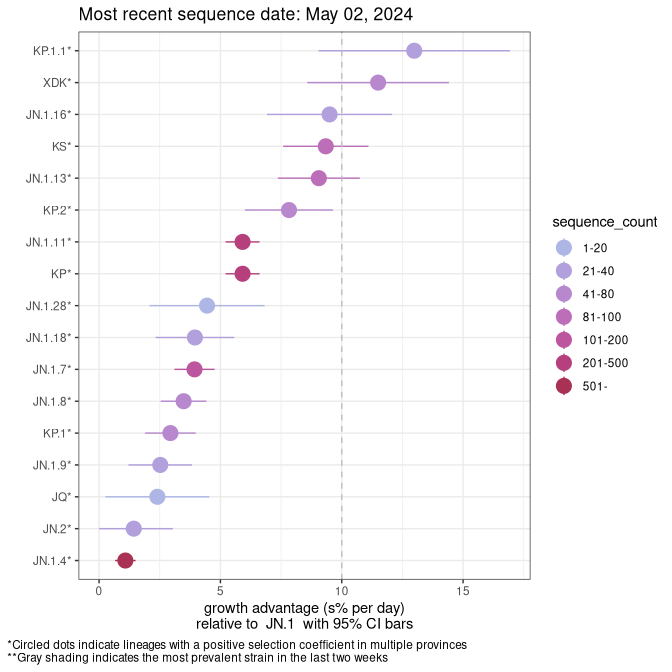 Most recent sequence date: May 02, 2024
KP.1.1*
XDK*
JN.1.16*
KS*
JN.1.13*
KP.2*
JN.1.11*
KP*
JN.1.28*
JN.1.18*
JN.1.7*
JN.1.8*
KP.1*
JN.1.9*
JQ*
JN.2*
JN.1.4*
0 5 10 15
growth advantage (s% per day)
relative to JN.1 with 95% CI bars
sequence_count
1-20
21-40
41-80
81-100
101-200
201-500
501-
*Circled dots indicate lineages with a positive selection coefficient in multiple provinces
**Gray shading indicates the most prevalent strain in the last two weeks